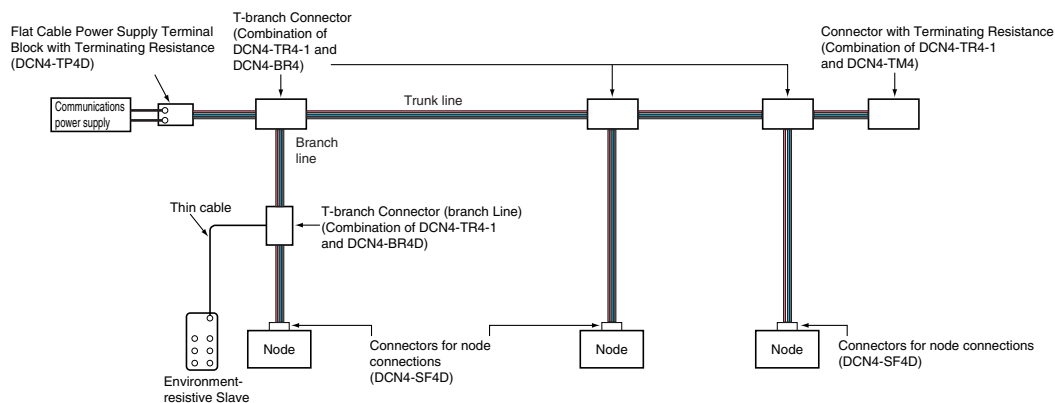 Flat Cable Power Supply Terminal
Block with Terminating Resistance
(DCN4-TP4D)
T-branch Connector
(Combination of
DCN4-TR4-1 and
DCN4-BR4)
Connector with Terminating Resistance
(Combination of DCN4-TR4-1
and DCN4-TM4)
Communications
power supply
Trunk line
Branch
line
Thin cable
T-branch Connector (branch Line)
(Combination of DCN4-TR4-1
and DCN4-BR4D)
Node
Connectors for node
connections
(DCN4-SF4D)
Node
Node
Connectors for node connections
(DCN4-SF4D)
Environment-
resistive Slave